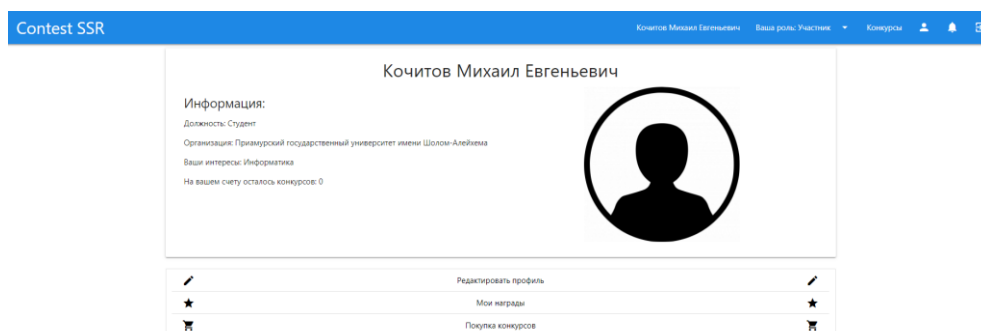 Contest SSR
Кочитов Михаил Евгеньевич Ваша роль: Участник Конкурсы
Кочитов Михаил Евгеньевич
Информация:
Должность: Студент
Организация: Приамурский государственный университет имени Шолом-Алейхема
Ваши интересы: Информатика
На вашем счету осталось конкурсов: 0
Редактировать профиль
Мои награды
Покупка конкурсов